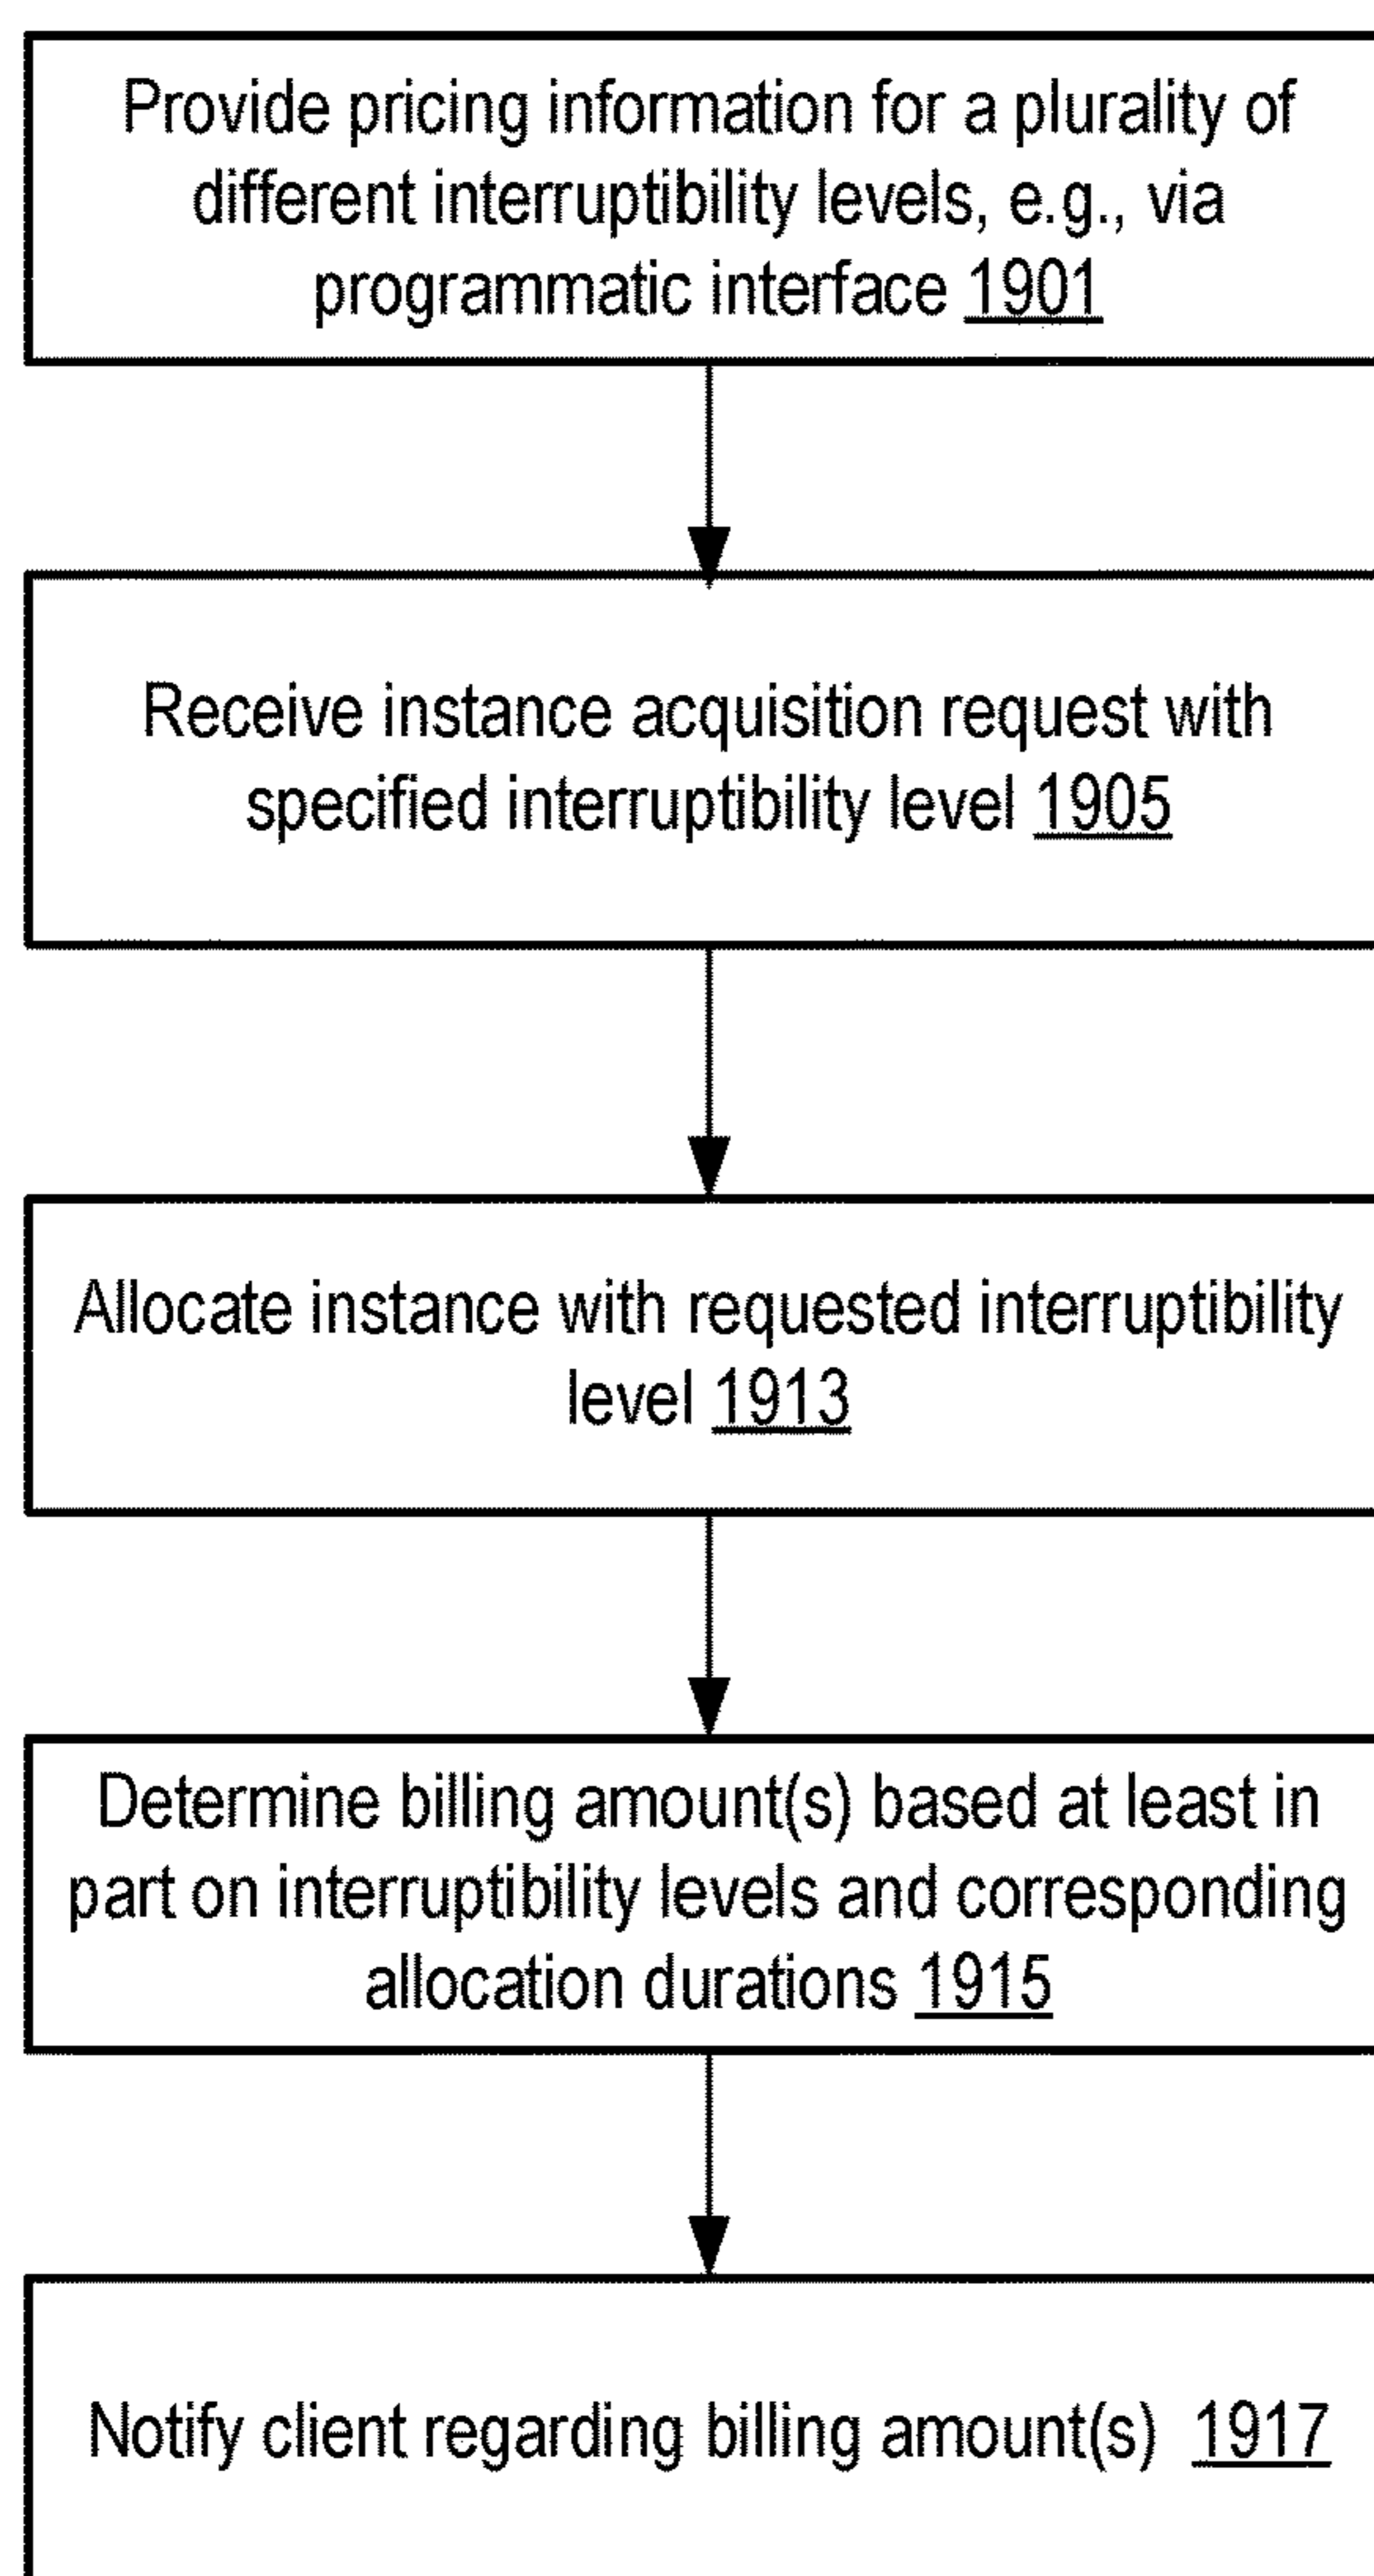 Provide pricing information for a plurality of
different interruptibility levels, e.g., via
programmatic interface 1901
Receive instance acquisition request with
specified interruptibility level 1905
Allocate instance with requested interruptibility
level 1913
Determine billing amount(s) based at least in
part on interruptibility levels and corresponding
allocation durations 1915
Notify client regarding billing amount(s) 1917